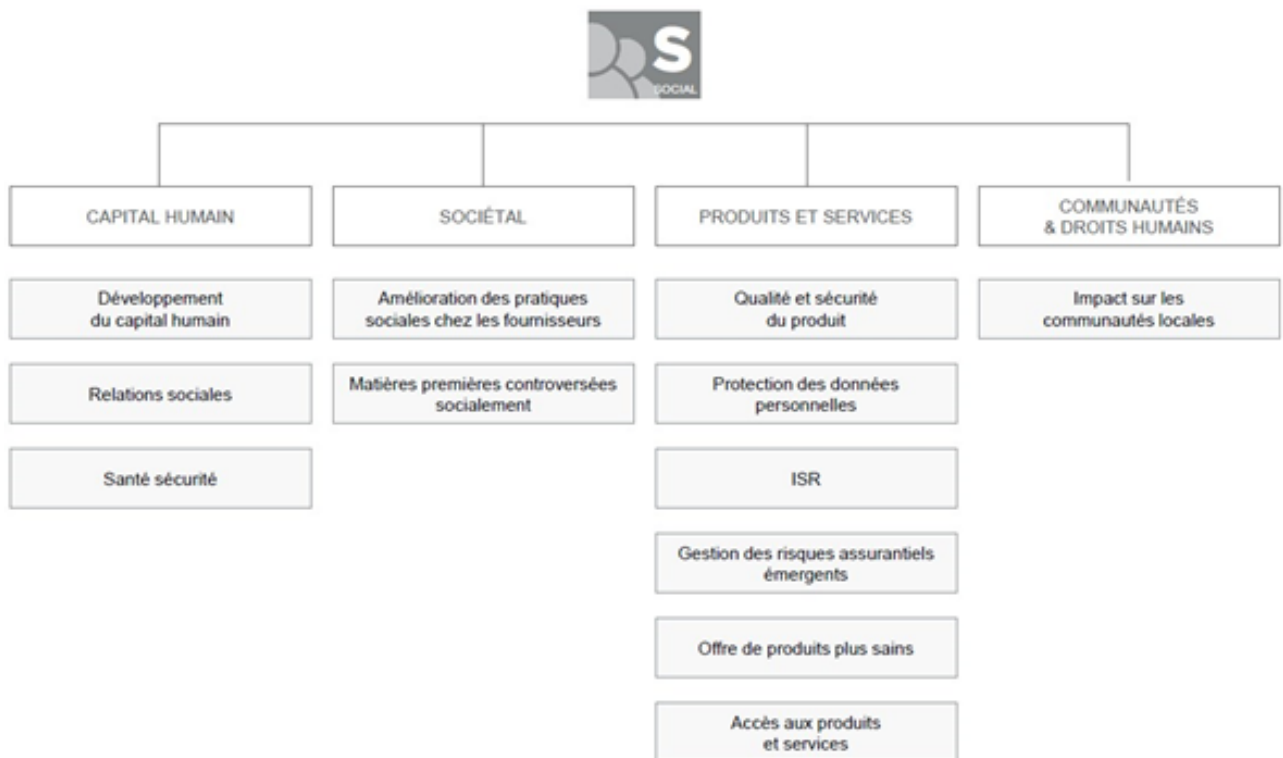 S
SOCIAL
CAPITAL HUMAIN
SOCIÉTAL
PRODUITS ET SERVICES
COMMUNAUTÉS
& DROITS HUMAINS
Développement
du capital humain
Amélioration des pratiques
sociales chez les fournisseurs
Qualité et sécurité
du produit
Impact sur les
communautés locales
Relations sociales
Matières premières controversées
socialement
Protection des données
personnelles
Santé sécurité
ISR
Gestion des risques assurantiels
émergents
Offre de produits plus sains
Accès aux produits
et services